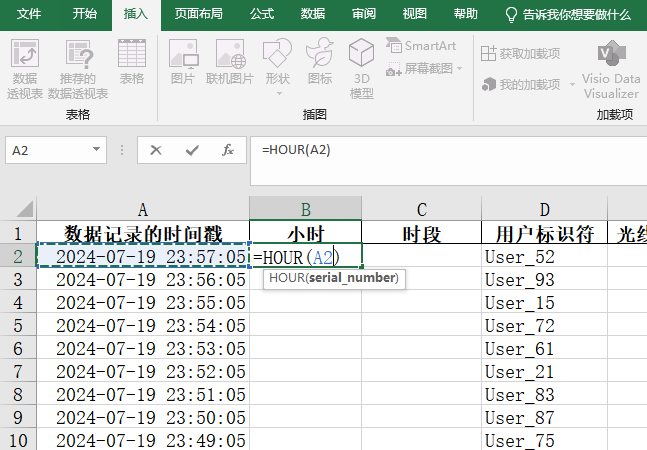 文件 开始 插入 页面布局 公式 数据 审阅 视图 帮助 告诉我你想要做什么
数据透视表 推荐的数据透视表 表格 图片 联机图片 形状 图标 3D模型 SmartArt 屏幕截图 获取加载项 我的加载项 Visio Data Visualizer
表格 插图 加载项
A2 fx =HOUR(A2)
A B C D
1 数据记录的时间戳 小时 时段 用户标识符 光线
2 2024-07-19 23:57:05 =HOUR(A2) User_52
HOUR(serial_number)
3 2024-07-19 23:56:05 User_93
4 2024-07-19 23:55:05 User_15
5 2024-07-19 23:54:05 User_72
6 2024-07-19 23:53:05 User_61
7 2024-07-19 23:52:05 User_21
8 2024-07-19 23:51:05 User_83
9 2024-07-19 23:50:05 User_87
10 2024-07-19 23:49:05 User_75